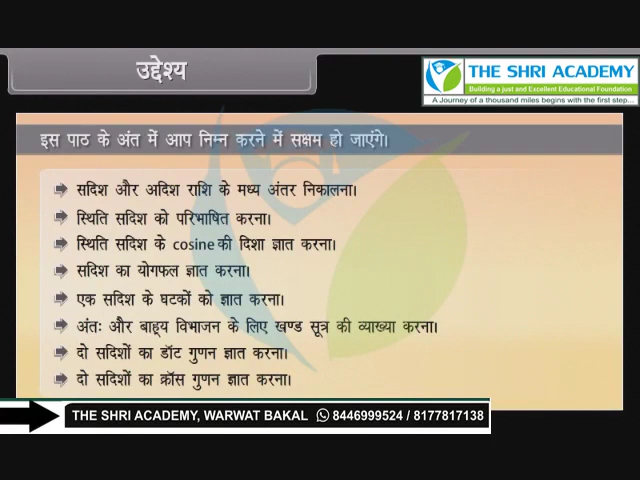 उद्देश्य
THE SHRI ACADEMY
Building a just and Excellent Educational Foundation
A Journey of a thousand miles begins with the first step...
इस पाठ के अंत में आप निम्न करने में सक्षम हो जाएंगे।
सदिश और अदिश राशि के मध्य अंतर निकालना।
स्थिति सदिश को परिभाषित करना।
स्थिति सदिश के cosine की दिशा ज्ञात करना।
सदिश का योगफल ज्ञात करना।
एक सदिश के घटकों को ज्ञात करना।
अंतः और बाह्य विभाजन के लिए खण्ड सूत्र की व्याख्या करना।
दो सदिशों का डॉट गुणन ज्ञात करना।
दो सदिशों का क्रॉस गुणन ज्ञात करना।
THE SHRI ACADEMY, WARWAT BAKAL 8446999524 / 8177817138